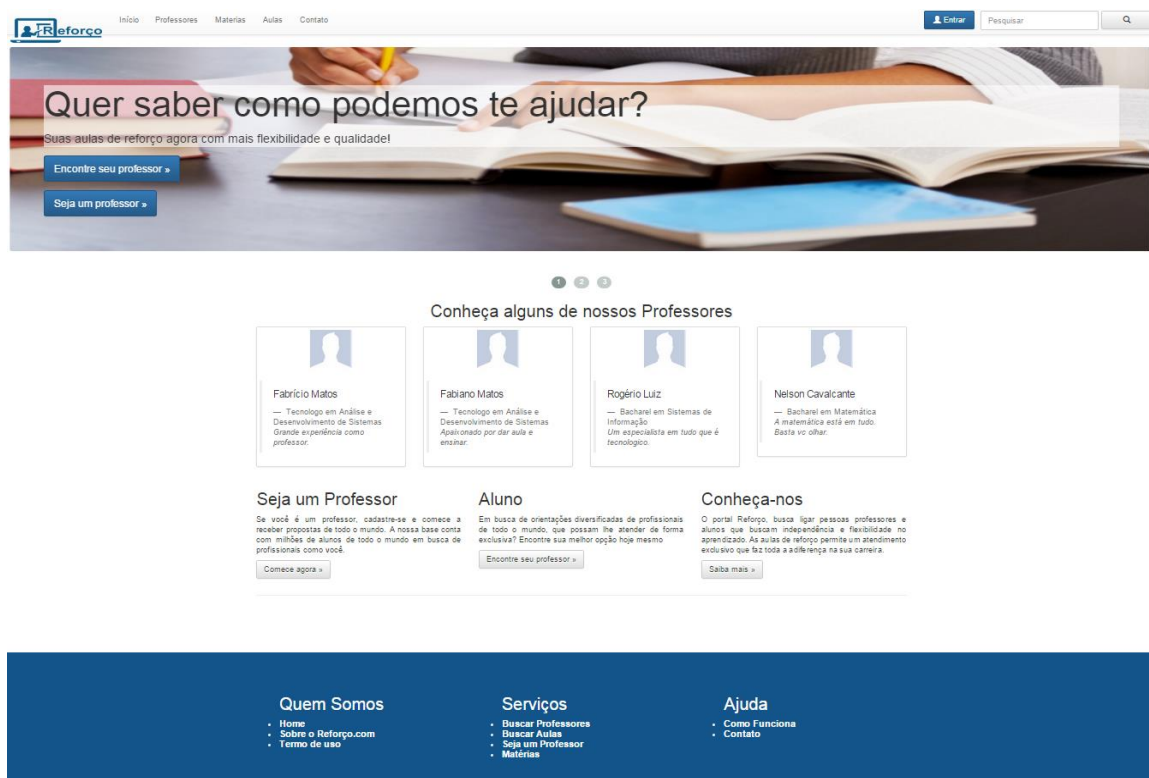 Reforço
Início Professores Materias Aulas Contato
Entrar Pesquisar
Quer saber como podemos te ajudar?
Suas aulas de reforço agora com mais flexibilidade e qualidade!
Encontre seu professor »
Seja um professor »
1 2 3
Conheça alguns de nossos Professores
Fabrício Matos
— Tecnologo em Análise e
Desenvolvimento de Sistemas
Grande experiência como
professor.
Fabiano Matos
— Tecnologo em Análise e
Desenvolvimento de Sistemas
Apaixonado por dar aula e
ensinar.
Rogério Luiz
— Bacharel em Sistemas de
Informação
Um especialista em tudo que é
tecnologico.
Nelson Cavalcante
— Bacharel em Matemática
A matemática está em tudo.
Basta vc olhar.
Seja um Professor
Se você é um professor, cadastre-se e comece a
receber propostas de todo o mundo. A nossa base conta
com milhões de alunos de todo o mundo em busca de
profissionais como você.
Comece agora »
Aluno
Em busca de orientações diversificadas de profissionais
de todo o mundo, que possam lhe atender de forma
exclusiva? Encontre sua melhor opção hoje mesmo
Encontre seu professor »
Conheça-nos
O portal Reforço, busca ligar pessoas professores e
alunos que buscam independência e flexibilidade no
aprendizado. As aulas de reforço permite um atendimento
exclusivo que faz toda a adiferença na sua carreira.
Saiba mais »
Quem Somos
Home
Sobre o Reforço.com
Termo de uso
Serviços
Buscar Professores
Buscar Aulas
Seja um Professor
Matérias
Ajuda
Como Funciona
Contato